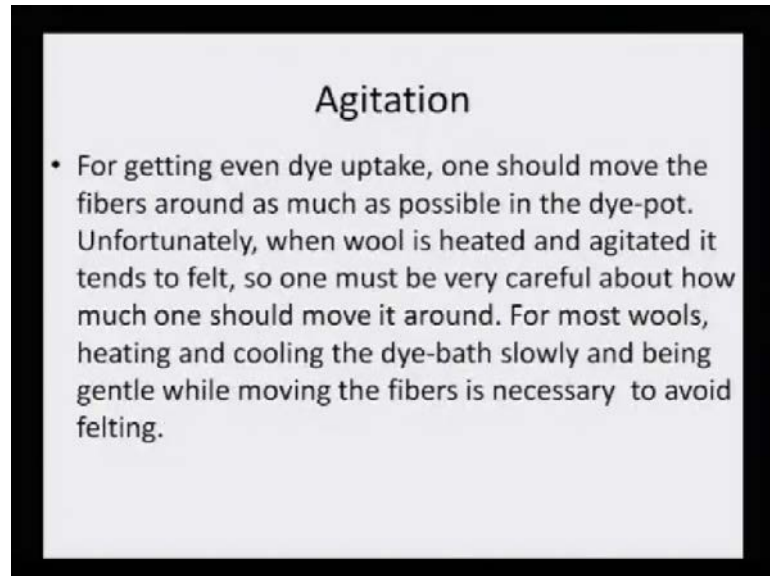 Agitation
• For getting even dye uptake, one should move the
fibers around as much as possible in the dye-pot.
Unfortunately, when wool is heated and agitated it
tends to felt, so one must be very careful about how
much one should move it around. For most wools,
heating and cooling the dye-bath slowly and being
gentle while moving the fibers is necessary to avoid
felting.